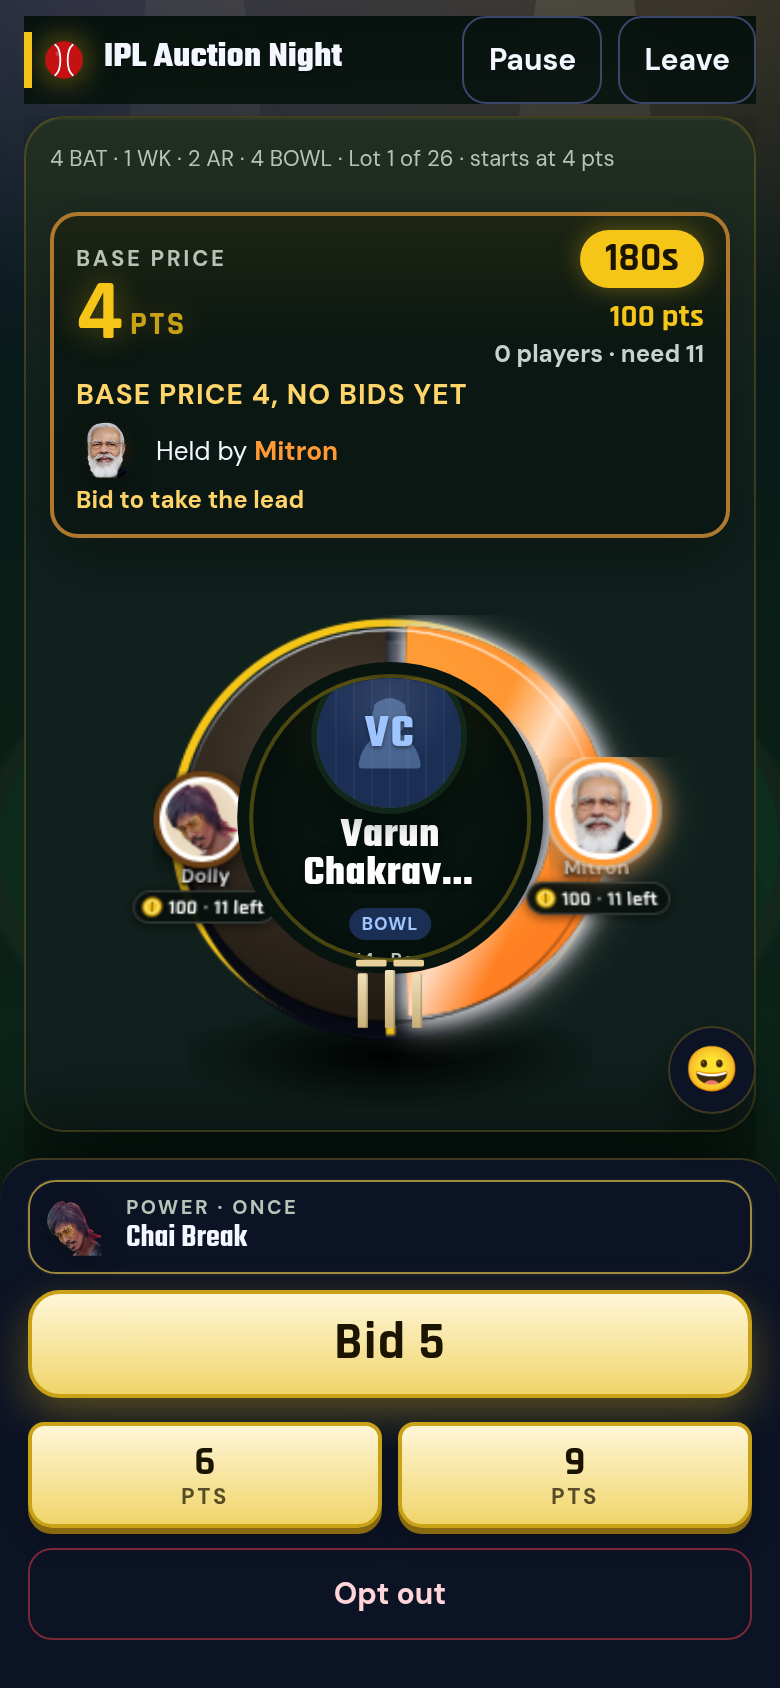 IPL Auction Night
Pause
Leave
4 BAT · 1 WK · 2 AR · 4 BOWL · Lot 1 of 26 · starts at 4 pts
BASE PRICE
180s
4 PTS
100 pts
0 players · need 11
BASE PRICE 4, NO BIDS YET
Held by Mitron
Bid to take the lead
VC
Varun
Chakrav...
Dolly
100 · 11 left
Mitron
100 · 11 left
BOWL
POWER · ONCE
Chai Break
Bid 5
6
PTS
9
PTS
Opt out